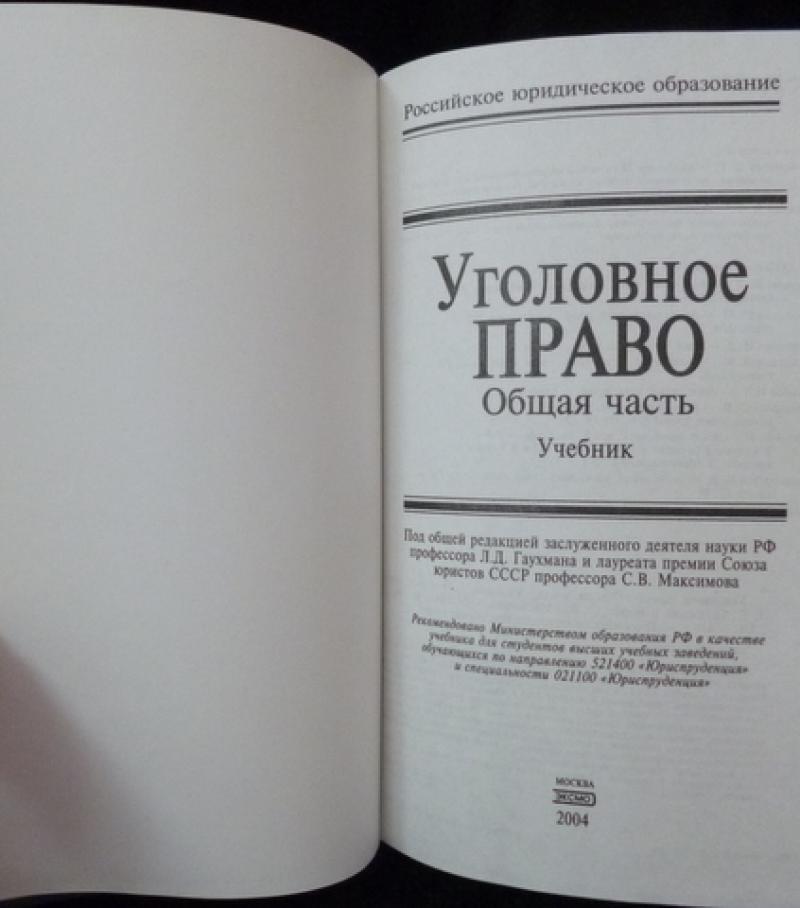 Российское юридическое образование
Уголовное
ПРАВО
Общая часть
Учебник
Под общей редакцией заслуженного деятеля науки РФ
профессора Л.Д. Гаухмана и лауреата премии Союза
юристов СССР профессора С.В. Максимова
Рекомендовано Министерством образования РФ в качестве
учебника для студентов высших учебных заведений,
обучающихся по направлению 521400 «Юриспруденция»
и специальности 021100 «Юриспруденция»
МОСКВА
ЭКСМО
2004